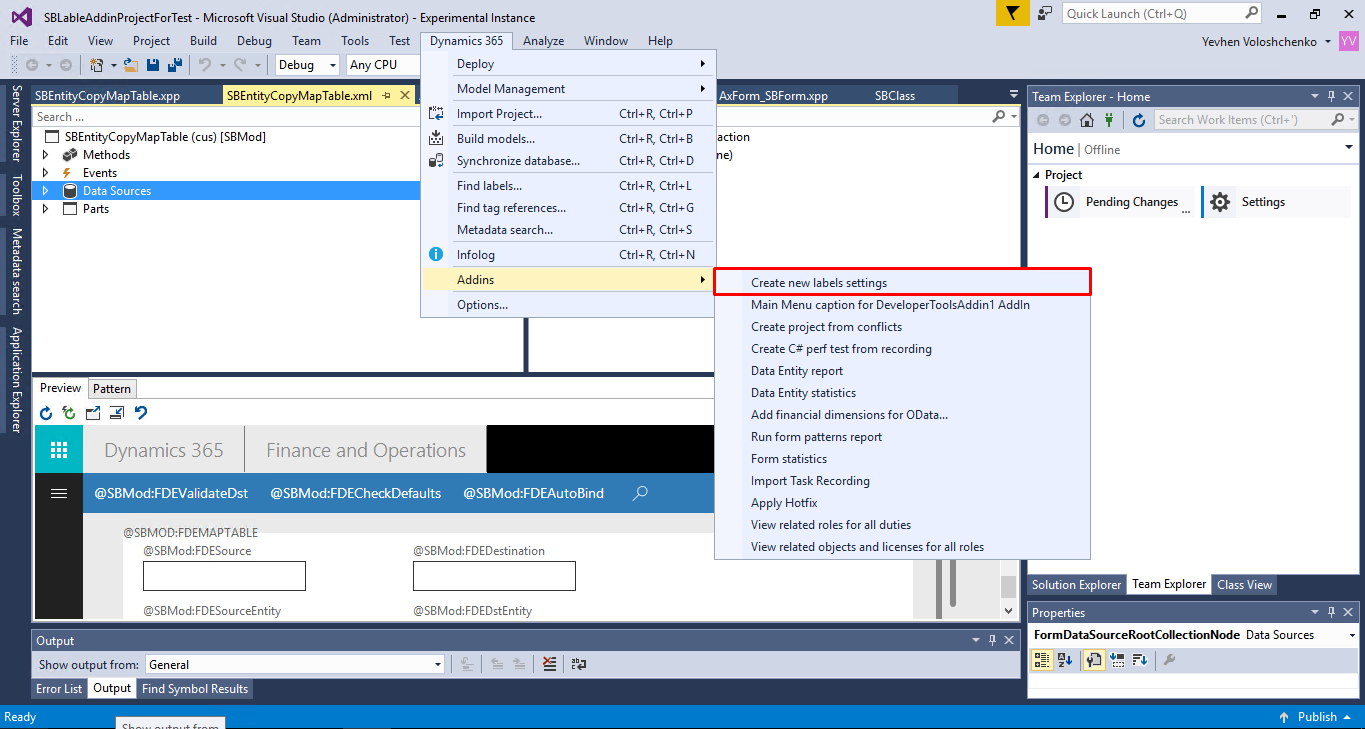 SBLableAddinProjectForTest - Microsoft Visual Studio (Administrator) - Experimental Instance
Quick Launch (Ctrl+Q)
File Edit View Project Build Debug Team Tools Test Dynamics 365 Analyze Window Help
Yevhen Voloshchenko YV
Debug Any CPU
Server Explorer
Toolbox
Metadata search
Application Explorer
SBEntityCopyMapTable.xpp SBEntityCopyMapTable.xml AxForm_SBForm.xpp SBClass
Search ...
SBEntityCopyMapTable (cus) [SBMod]
Methods
Events
Data Sources
Parts
action
ne)
Deploy
Model Management
Import Project... Ctrl+R, Ctrl+P
Build models... Ctrl+R, Ctrl+B
Synchronize database... Ctrl+R, Ctrl+D
Find labels... Ctrl+R, Ctrl+L
Find tag references... Ctrl+R, Ctrl+G
Metadata search... Ctrl+R, Ctrl+S
Infolog Ctrl+R, Ctrl+N
Addins
Options...
Create new labels settings
Main Menu caption for DeveloperToolsAddin1 AddIn
Create project from conflicts
Create C# perf test from recording
Data Entity report
Data Entity statistics
Add financial dimensions for OData...
Run form patterns report
Form statistics
Import Task Recording
Apply Hotfix
View related roles for all duties
View related objects and licenses for all roles
Preview Pattern
Dynamics 365 Finance and Operations
@SBMod:FDEValidateDst @SBMod:FDECheckDefaults @SBMod:FDEAutoBind
@SBMOD:FDEMAPTABLE
@SBMod:FDESource @SBMod:FDEDestination
@SBMod:FDESourceEntity @SBMod:FDEDstEntity
Output
Show output from: General
Error List Output Find Symbol Results
Team Explorer - Home
Search Work Items (Ctrl+')
Home | Offline
Project
Pending Changes ...
Settings
Solution Explorer Team Explorer Class View
Properties
FormDataSourceRootCollectionNode Data Sources
Ready
Show output from
Publish